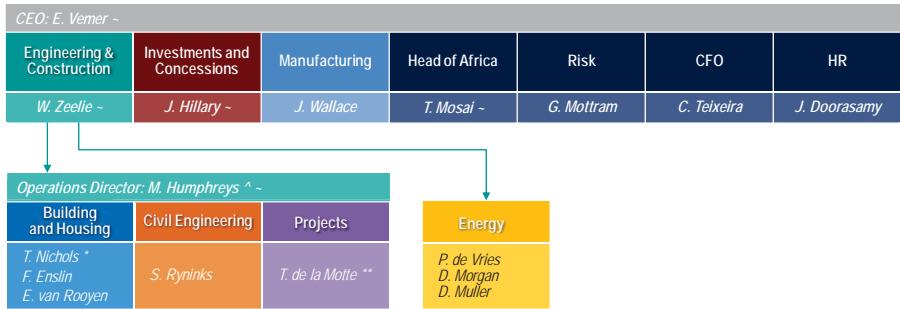 CEO: E. Vemer ~
Engineering & Construction
Investments and Concessions
Manufacturing
Head of Africa
Risk
CFO
HR
W. Zeelie ~
J. Hillary ~
J. Wallace
T. Mosai ~
G. Mottram
C. Teixeira
J. Doorasamy
Operations Director: M. Humphreys ^ ~
Building and Housing
Civil Engineering
Projects
Energy
T. Nichols *
F. Enslin
E. van Rooyen
S. Ryninks
T. de la Motte **
P. de Vries
D. Morgan
D. Muller